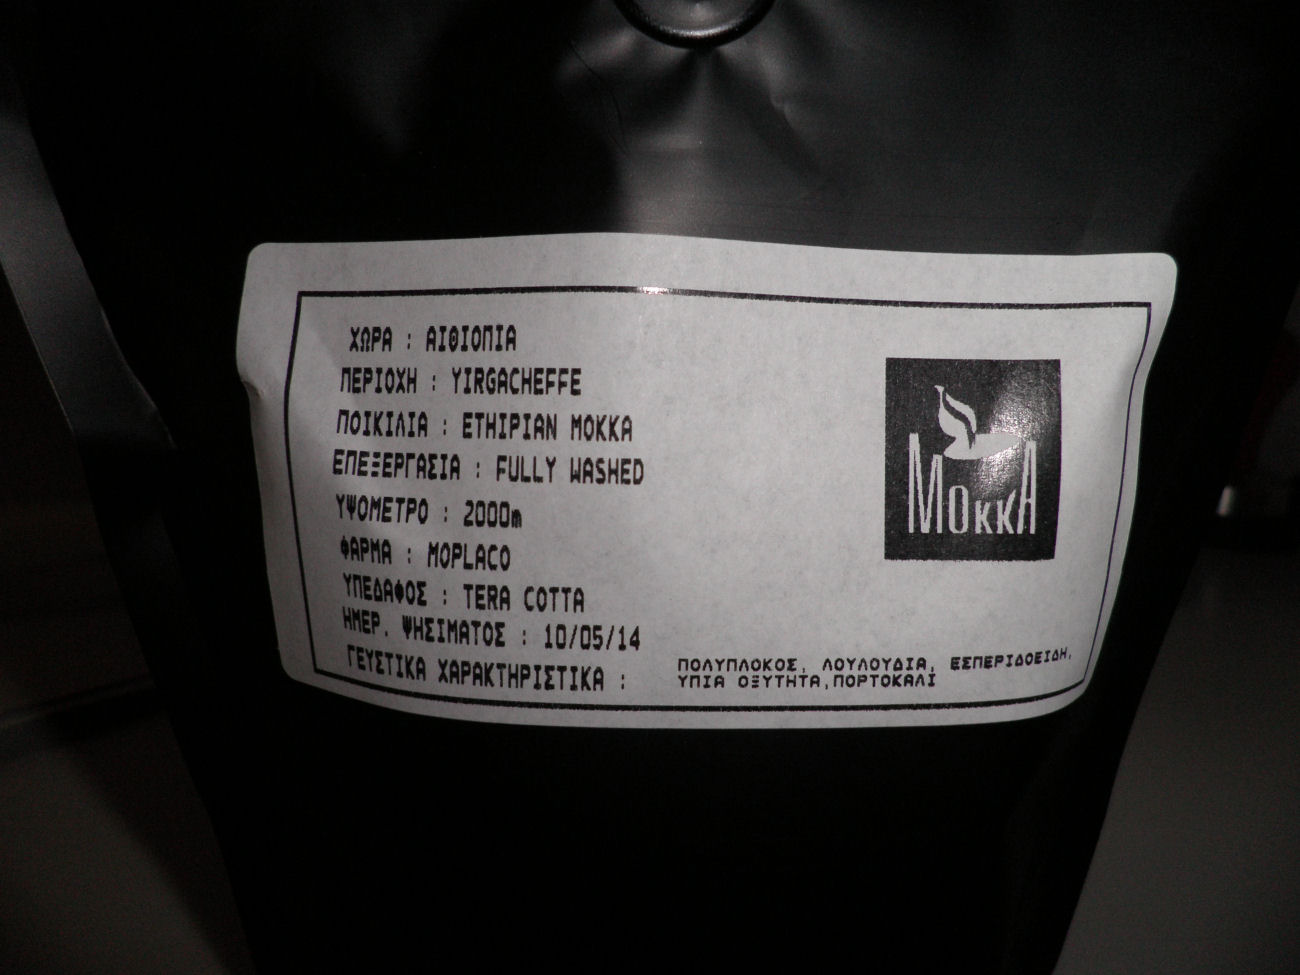 ΧΩΡΑ : ΑΙΘΙΟΠΙΑ
ΠΕΡΙΟΧΗ : YIRGACHEFFE
ΠΟΙΚΙΛΙΑ : ETHIPIAN MOKKA
ΕΠΕΞΕΡΓΑΣΙΑ : FULLY WASHED
ΥΨΟΜΕΤΡΟ : 2000m
ΦΑΡΜΑ : MOPLACO
ΥΠΕΔΑΦΟΣ : TERA COTTA
ΗΜΕΡ. ΨΗΣΙΜΑΤΟΣ : 10/05/14
ΓΕΥΣΤΙΚΑ ΧΑΡΑΚΤΗΡΙΣΤΙΚΑ :
ΠΟΛΥΠΛΟΚΟΣ, ΛΟΥΛΟΥΔΙΑ, ΕΣΠΕΡΙΔΟΕΙΔΗ,
ΥΠΙΑ ΟΞΥΤΗΤΑ,ΠΟΡΤΟΚΑΛΙ
MOKKA